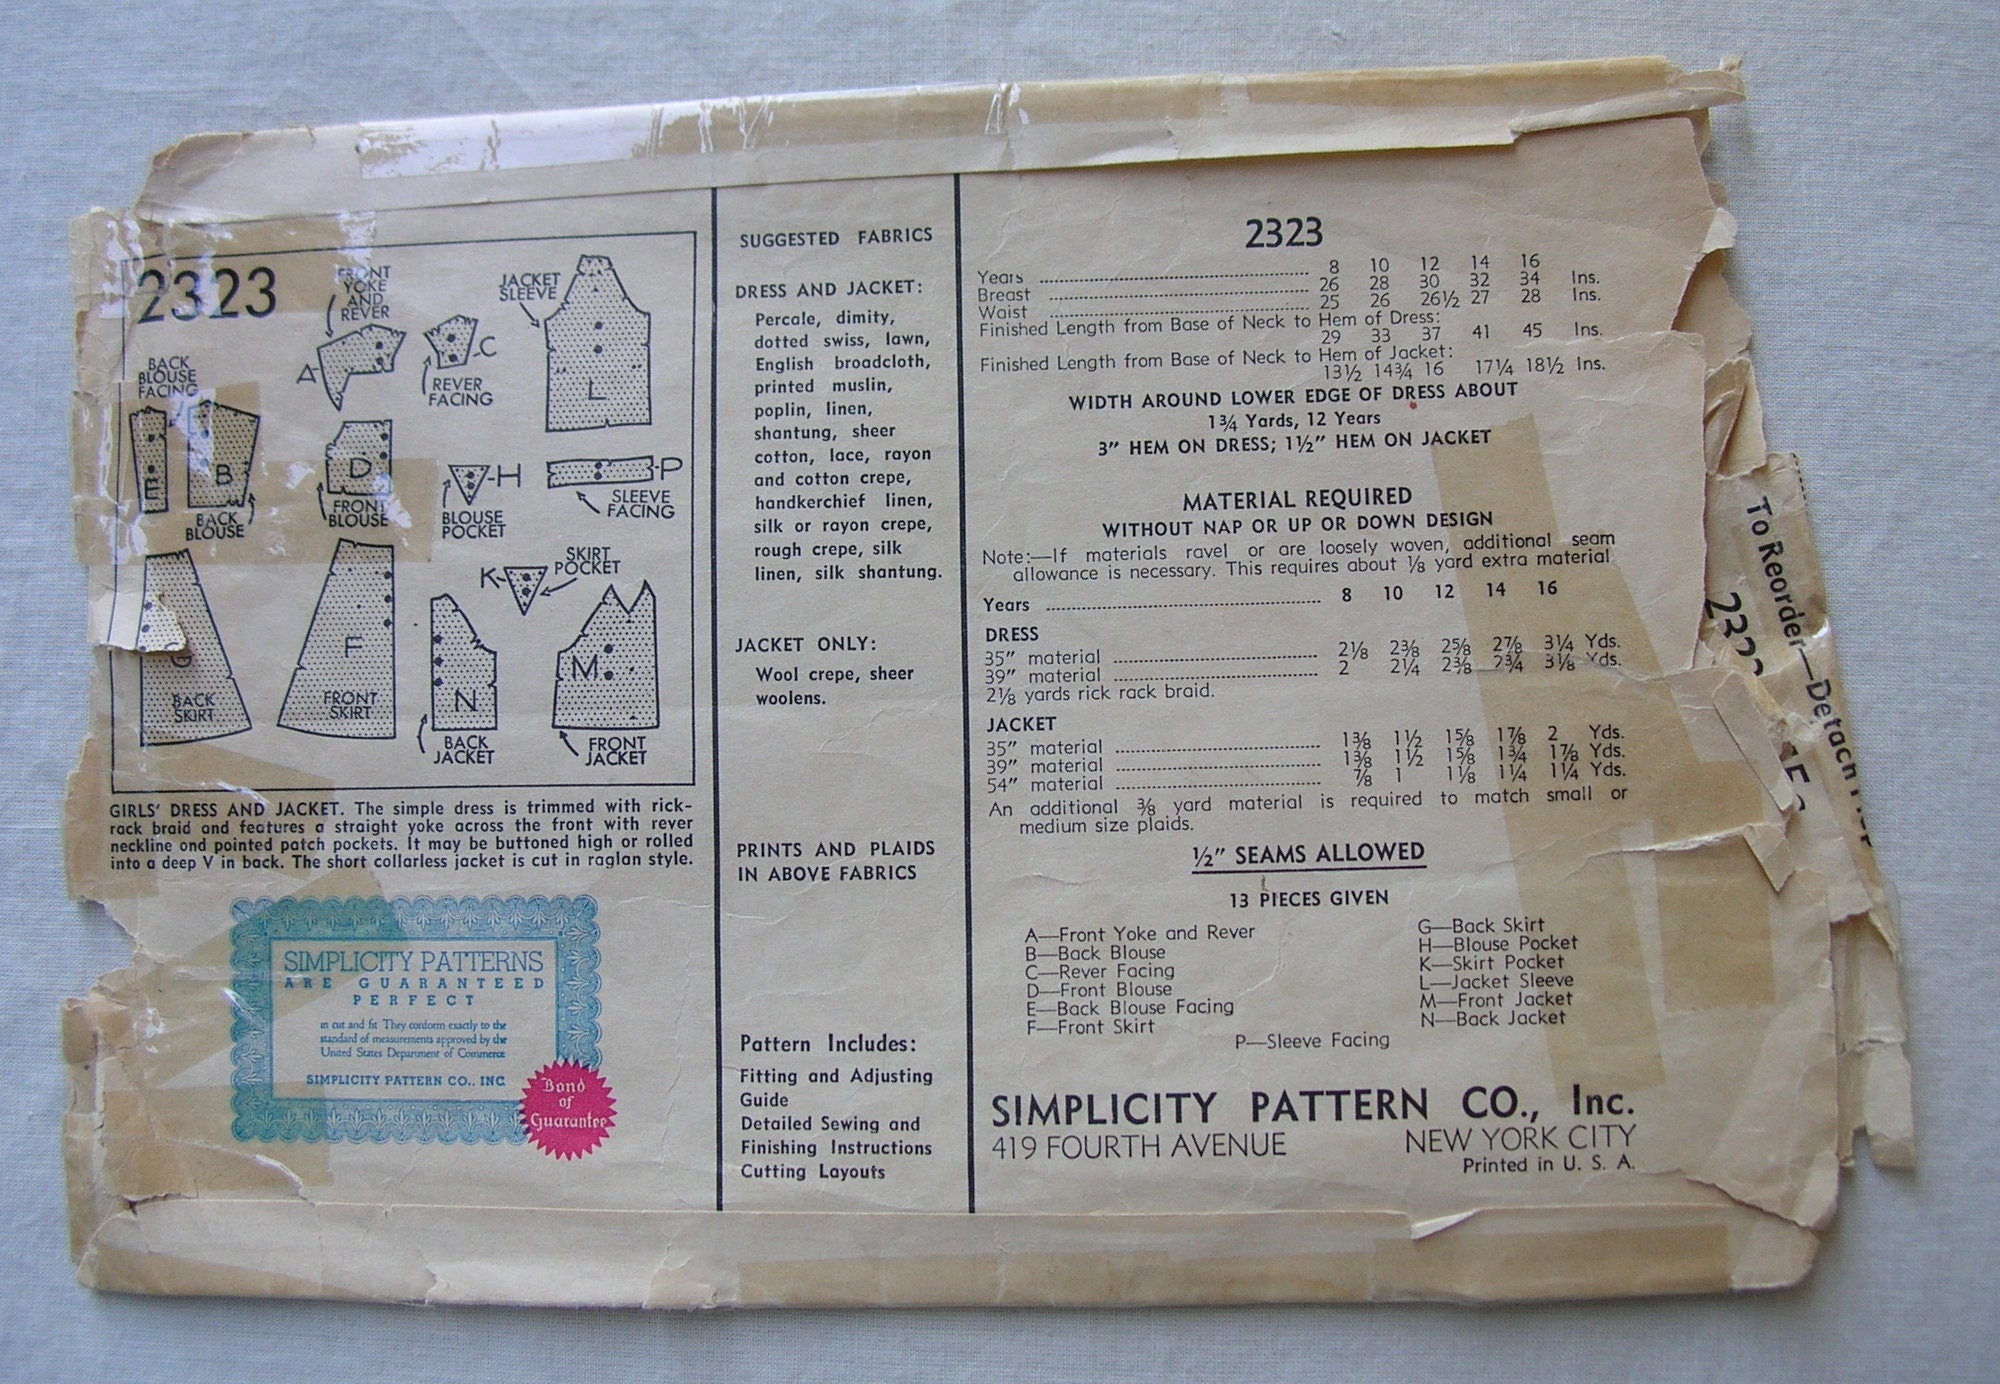 2323
FRONT
YOKE
AND
REVER
A
C
REVER
FACING
JACKET
SLEEVE
L
BACK
BLOUSE
FACING
E
B
BACK
BLOUSE
D
FRONT
BLOUSE
H
BLOUSE
POCKET
P
SLEEVE
FACING
G
BACK
SKIRT
F
FRONT
SKIRT
K
SKIRT
POCKET
N
BACK
JACKET
M
FRONT
JACKET
GIRLS' DRESS AND JACKET. The simple dress is trimmed with rick-
rack braid and features a straight yoke across the front with rever
neckline and pointed patch pockets. It may be buttoned high or rolled
into a deep V in back. The short collarless jacket is cut in raglan style.
SIMPLICITY PATTERNS
ARE GUARANTEED
PERFECT
in cut and fit They conform exactly to the
standard of measurements approved by the
United States Department of Commerce
SIMPLICITY PATTERN CO., INC.
Bond
of
Guarantee
SUGGESTED FABRICS
DRESS AND JACKET:
Percale, dimity,
dotted swiss, lawn,
English broadcloth,
printed muslin,
poplin, linen,
shantung, sheer
cotton, lace, rayon
and cotton crepe,
handkerchief linen,
silk or rayon crepe,
rough crepe, silk
linen, silk shantung.
JACKET ONLY:
Wool crepe, sheer
woolens.
PRINTS AND PLAIDS
IN ABOVE FABRICS
Pattern Includes:
Fitting and Adjusting
Guide
Detailed Sewing and
Finishing Instructions
Cutting Layouts
2323
Years 8 10 12 14 16
Breast 26 28 30 32 34 Ins.
Waist 25 26 26½ 27 28 Ins.
Finished Length from Base of Neck to Hem of Dress:
29 33 37 41 45 Ins.
Finished Length from Base of Neck to Hem of Jacket:
13½ 14¾ 16 17¼ 18½ Ins.
WIDTH AROUND LOWER EDGE OF DRESS ABOUT
1¾ Yards, 12 Years
3" HEM ON DRESS; 1½" HEM ON JACKET
MATERIAL REQUIRED
WITHOUT NAP OR UP OR DOWN DESIGN
Note:—If materials ravel or are loosely woven, additional seam
allowance is necessary. This requires about ⅛ yard extra material
Years 8 10 12 14 16
DRESS
35" material 2⅛ 2⅜ 2⅝ 2⅞ 3¼ Yds.
39" material 2 2¼ 2⅜ 2¾ 3⅛ Yds.
2⅛ yards rick rack braid.
JACKET
35" material 1⅜ 1½ 1⅝ 1⅞ 2 Yds.
39" material 1⅜ 1½ 1⅝ 1¾ 1⅞ Yds.
54" material ⅞ 1 1⅛ 1¼ 1¼ Yds.
An additional ⅜ yard material is required to match small or
medium size plaids.
½" SEAMS ALLOWED
13 PIECES GIVEN
A—Front Yoke and Rever
B—Back Blouse
C—Rever Facing
D—Front Blouse
E—Back Blouse Facing
F—Front Skirt
G—Back Skirt
H—Blouse Pocket
K—Skirt Pocket
L—Jacket Sleeve
M—Front Jacket
N—Back Jacket
P—Sleeve Facing
SIMPLICITY PATTERN CO., Inc.
419 FOURTH AVENUE NEW YORK CITY
Printed in U. S. A.
To Reorder—Detach